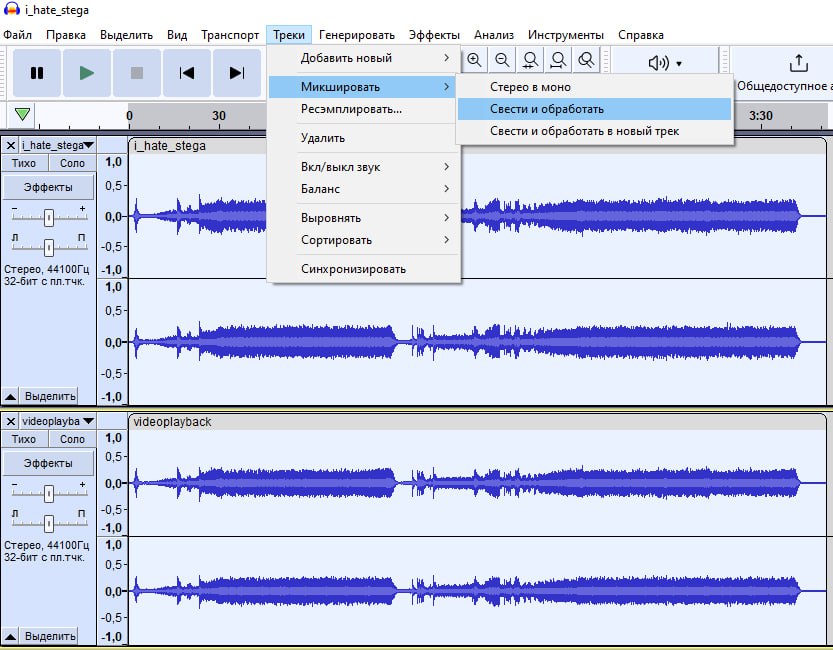 i_hate_stega
Файл Правка Выделить Вид Транспорт Треки Генерировать Эффекты Анализ Инструменты Справка
Добавить новый
Микшировать
Ресэмплировать...
Удалить
Вкл/выкл звук
Баланс
Выровнять
Сортировать
Синхронизировать
Стерео в моно
Свести и обработать
Свести и обработать в новый трек
Общедоступное а
0 30 3:30
i_hate_stega
i_hate_stega
Тихо Соло
Эффекты
- +
Л П
Стерео, 44100Гц
32-бит с пл.тчк.
Выделить
1,0
0,5-
0,0-
-0,5-
-1,0
1,0
0,5-
0,0-
-0,5-
-1,0
videoplayba
videoplayback
Тихо Соло
Эффекты
- +
Л П
Стерео, 44100Гц
32-бит с пл.тчк.
Выделить
1,0
0,5-
0,0-
-0,5-
-1,0
1,0
0,5-
0,0-
-0,5-
-1,0